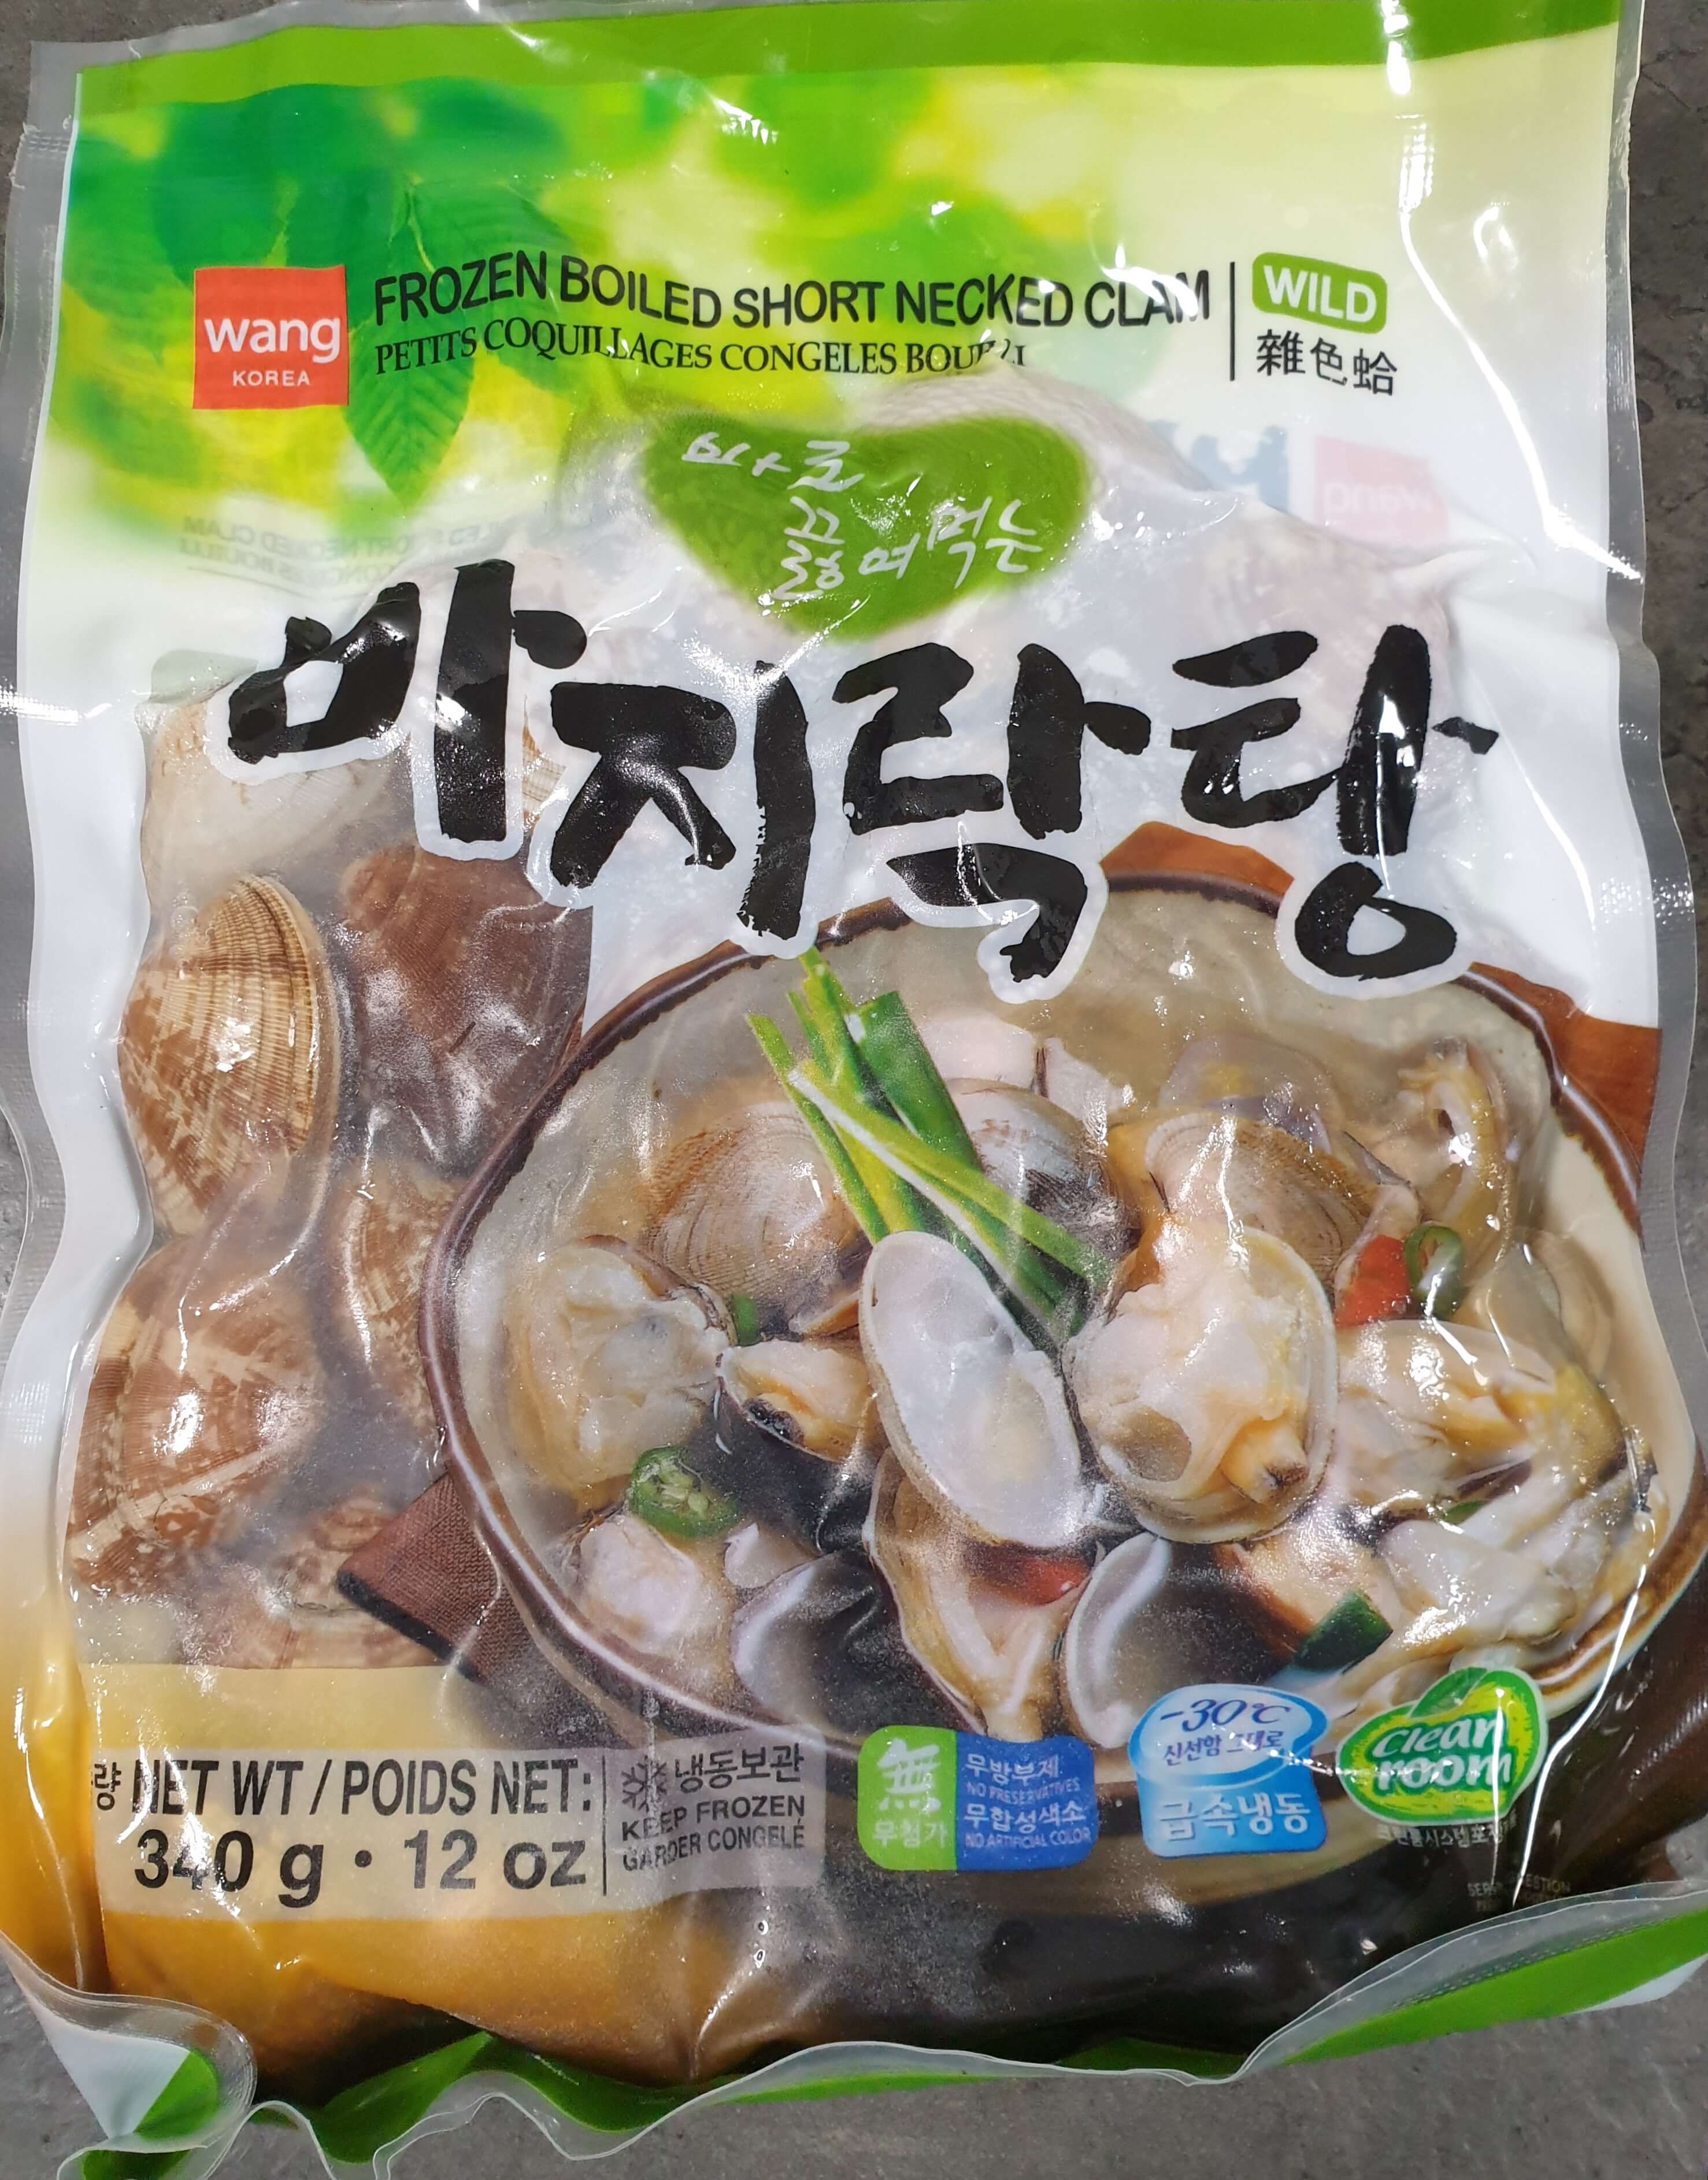 FROZEN BOILED SHORT NECKED CLAM
PETITS COQUILLAGES CONGELES
WILD
雜色蛤
wang
KOREA
바로
끓여먹는
바지락탕
량 NET WT / POIDS NET:
340 g • 12 oz
냉동보관
KEEP FROZEN
GARDER CONGELÉ
無
무첨가
무방부제
NO PRESERVATIVES
무합성색소
NO ARTIFICIAL COLOR
-30℃
신선함 그대로
급속냉동
Clean
room